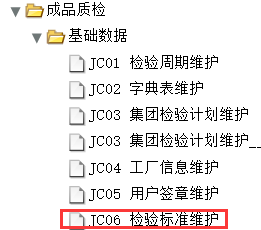 成品质检
基础数据
JC01 检验周期维护
JC02 字典表维护
JC03 集团检验计划维护
JC03 集团检验计划维护__
JC04 工厂信息维护
JC05 用户签章维护
JC06 检验标准维护